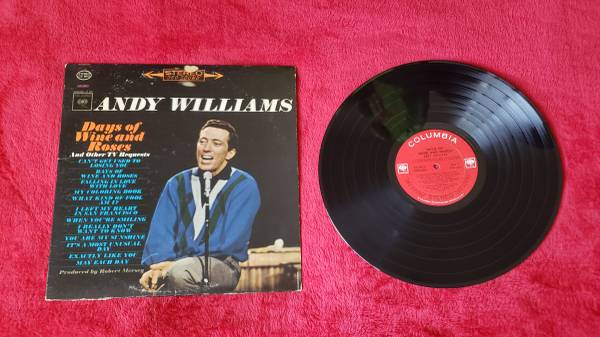 STEREO
ANDY WILLIAMS
Days of
Wine and
Roses
And Other TV Requests
CAN'T GET USED TO
LOSING YOU
DAYS OF
WINE AND ROSES
FALLING IN LOVE
WITH LOVE
MY COLORING BOOK
WHAT KIND OF FOOL
AM I?
I LEFT MY HEART
IN SAN FRANCISCO
WHEN YOU'RE SMILING
I REALLY DON'T
WANT TO KNOW
YOU ARE MY SUNSHINE
IT'S A MOST UNUSUAL
DAY
EXACTLY LIKE YOU
MAY EACH DAY
Produced by Robert Mersey
COLUMBIA